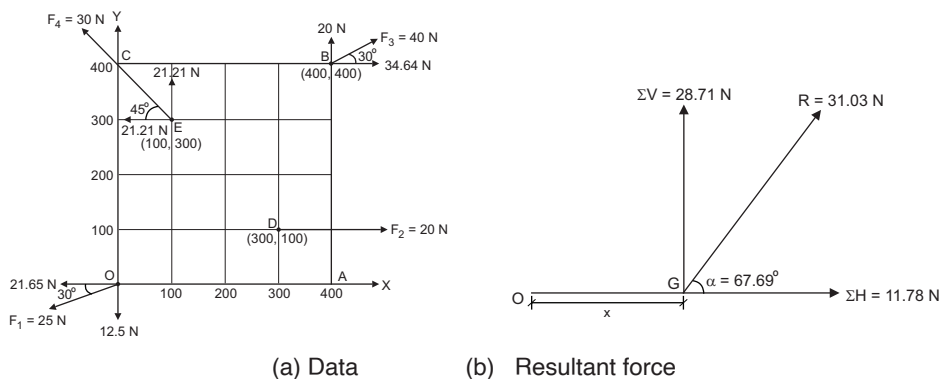 F4 = 30 N
Y
20 N
F3 = 40 N
C
B
30°
400
21.21 N
(400, 400)
34.64 N
45°
300
21.21 N
E
(100, 300)
200
100
D
(300, 100)
F2 = 20 N
21.65 N
O
A
X
30°
100
200
300
400
F1 = 25 N
12.5 N
(a) Data
ΣV = 28.71 N
R = 31.03 N
G
α = 67.69°
O
ΣH = 11.78 N
x
(b) Resultant force